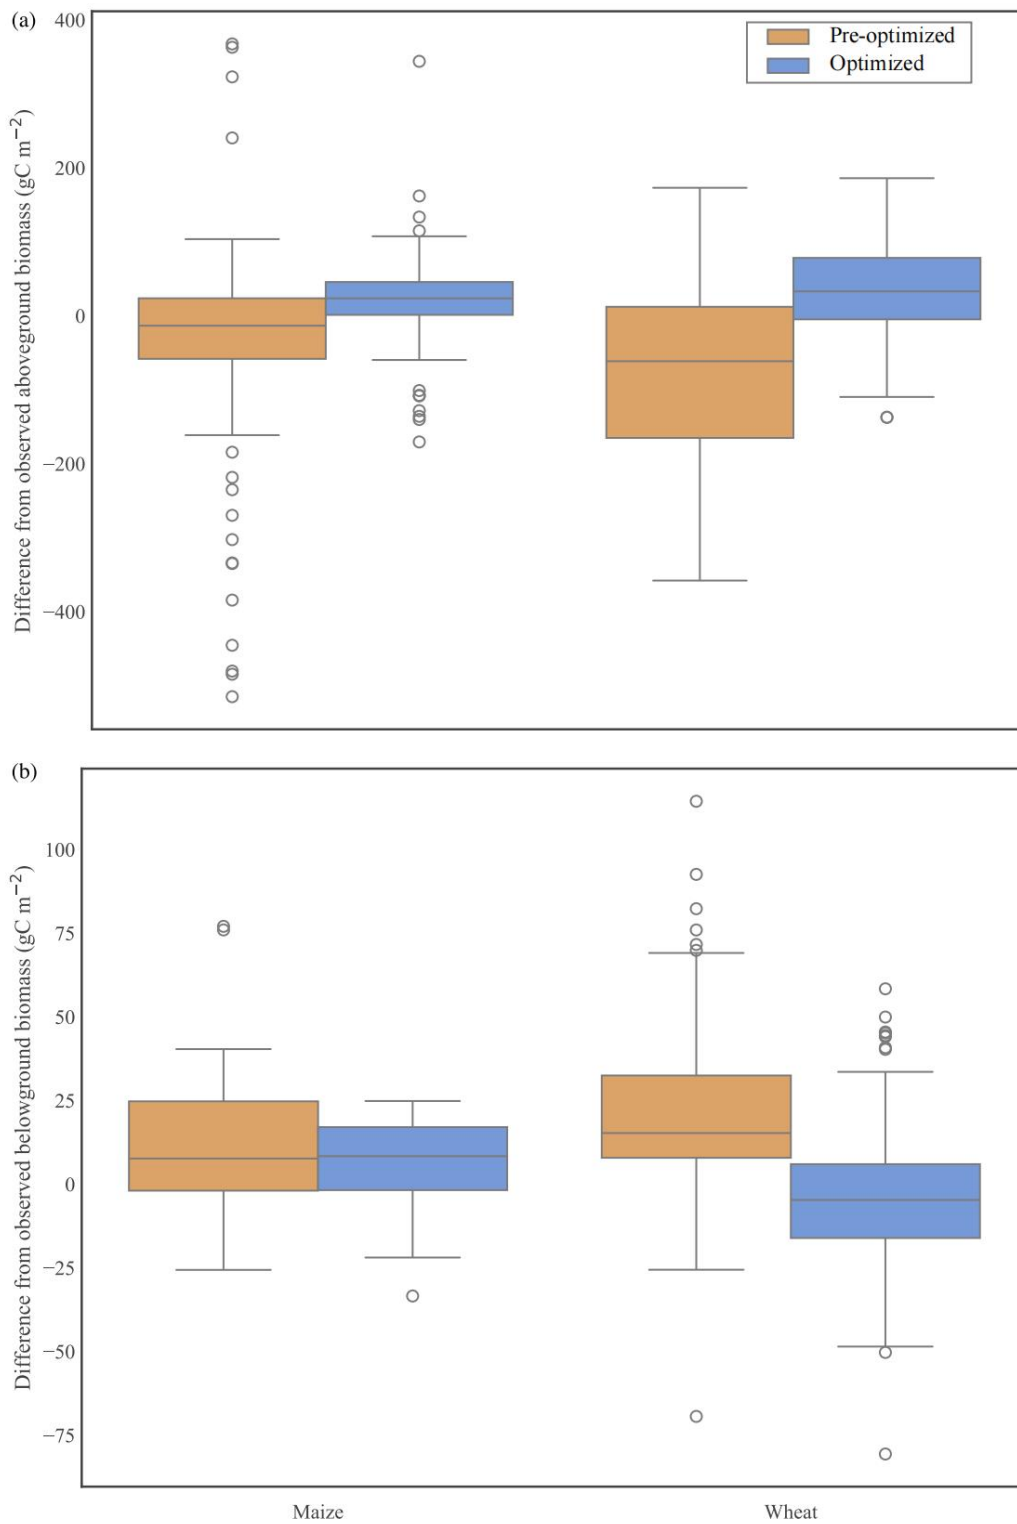 (a)
Difference from observed aboveground biomass (gC m⁻²)
400
200
0
−200
−400
Pre-optimized
Optimized
(b)
Difference from observed belowground biomass (gC m⁻²)
100
75
50
25
0
−25
−50
−75
Maize Wheat